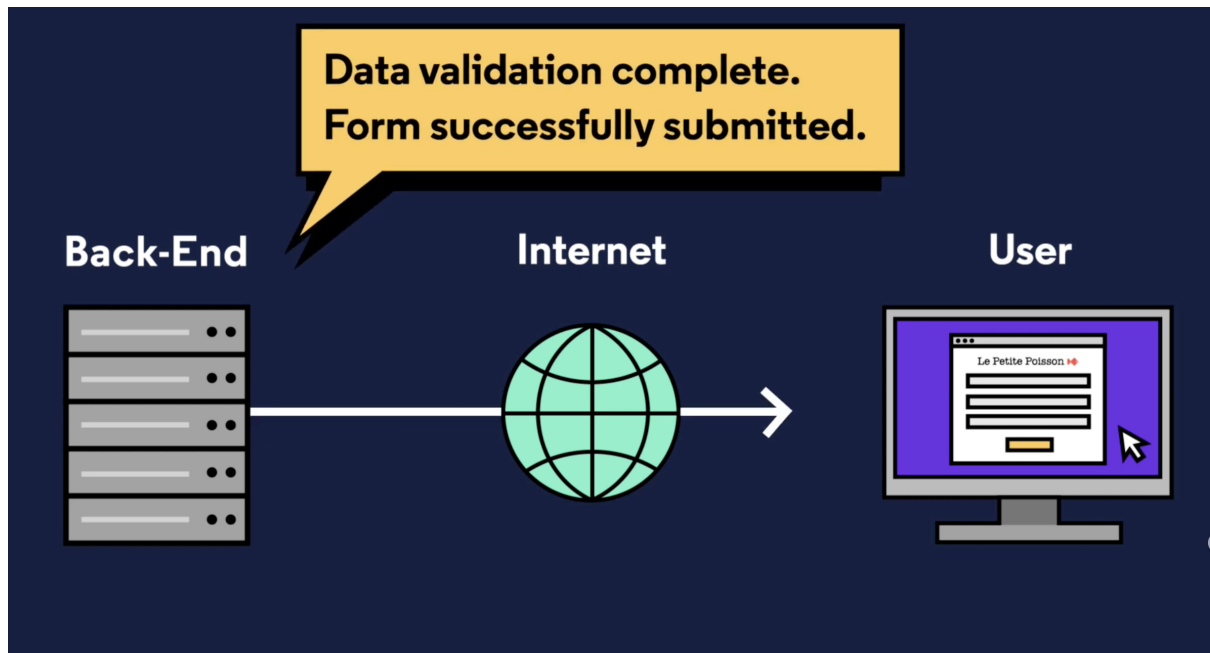 Data validation complete.
Form successfully submitted.
Back-End
Internet
User
Le Petite Poisson